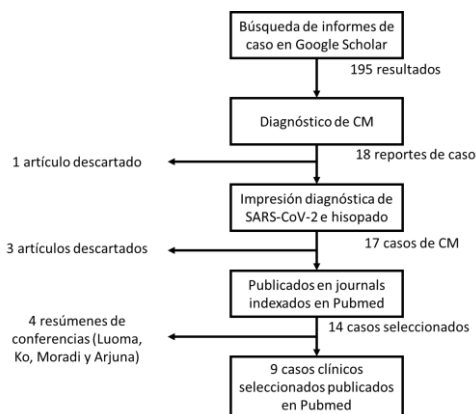 Búsqueda de informes de
caso en Google Scholar
195 resultados
Diagnóstico de CM
1 artículo descartado
18 reportes de caso
Impresión diagnóstica de
SARS-CoV-2 e hisopado
3 artículos descartados
17 casos de CM
Publicados en journals
indexados en Pubmed
4 resúmenes de
conferencias (Luoma,
Ko, Moradi y Arjuna)
14 casos seleccionados
9 casos clínicos
seleccionados publicados
en Pubmed